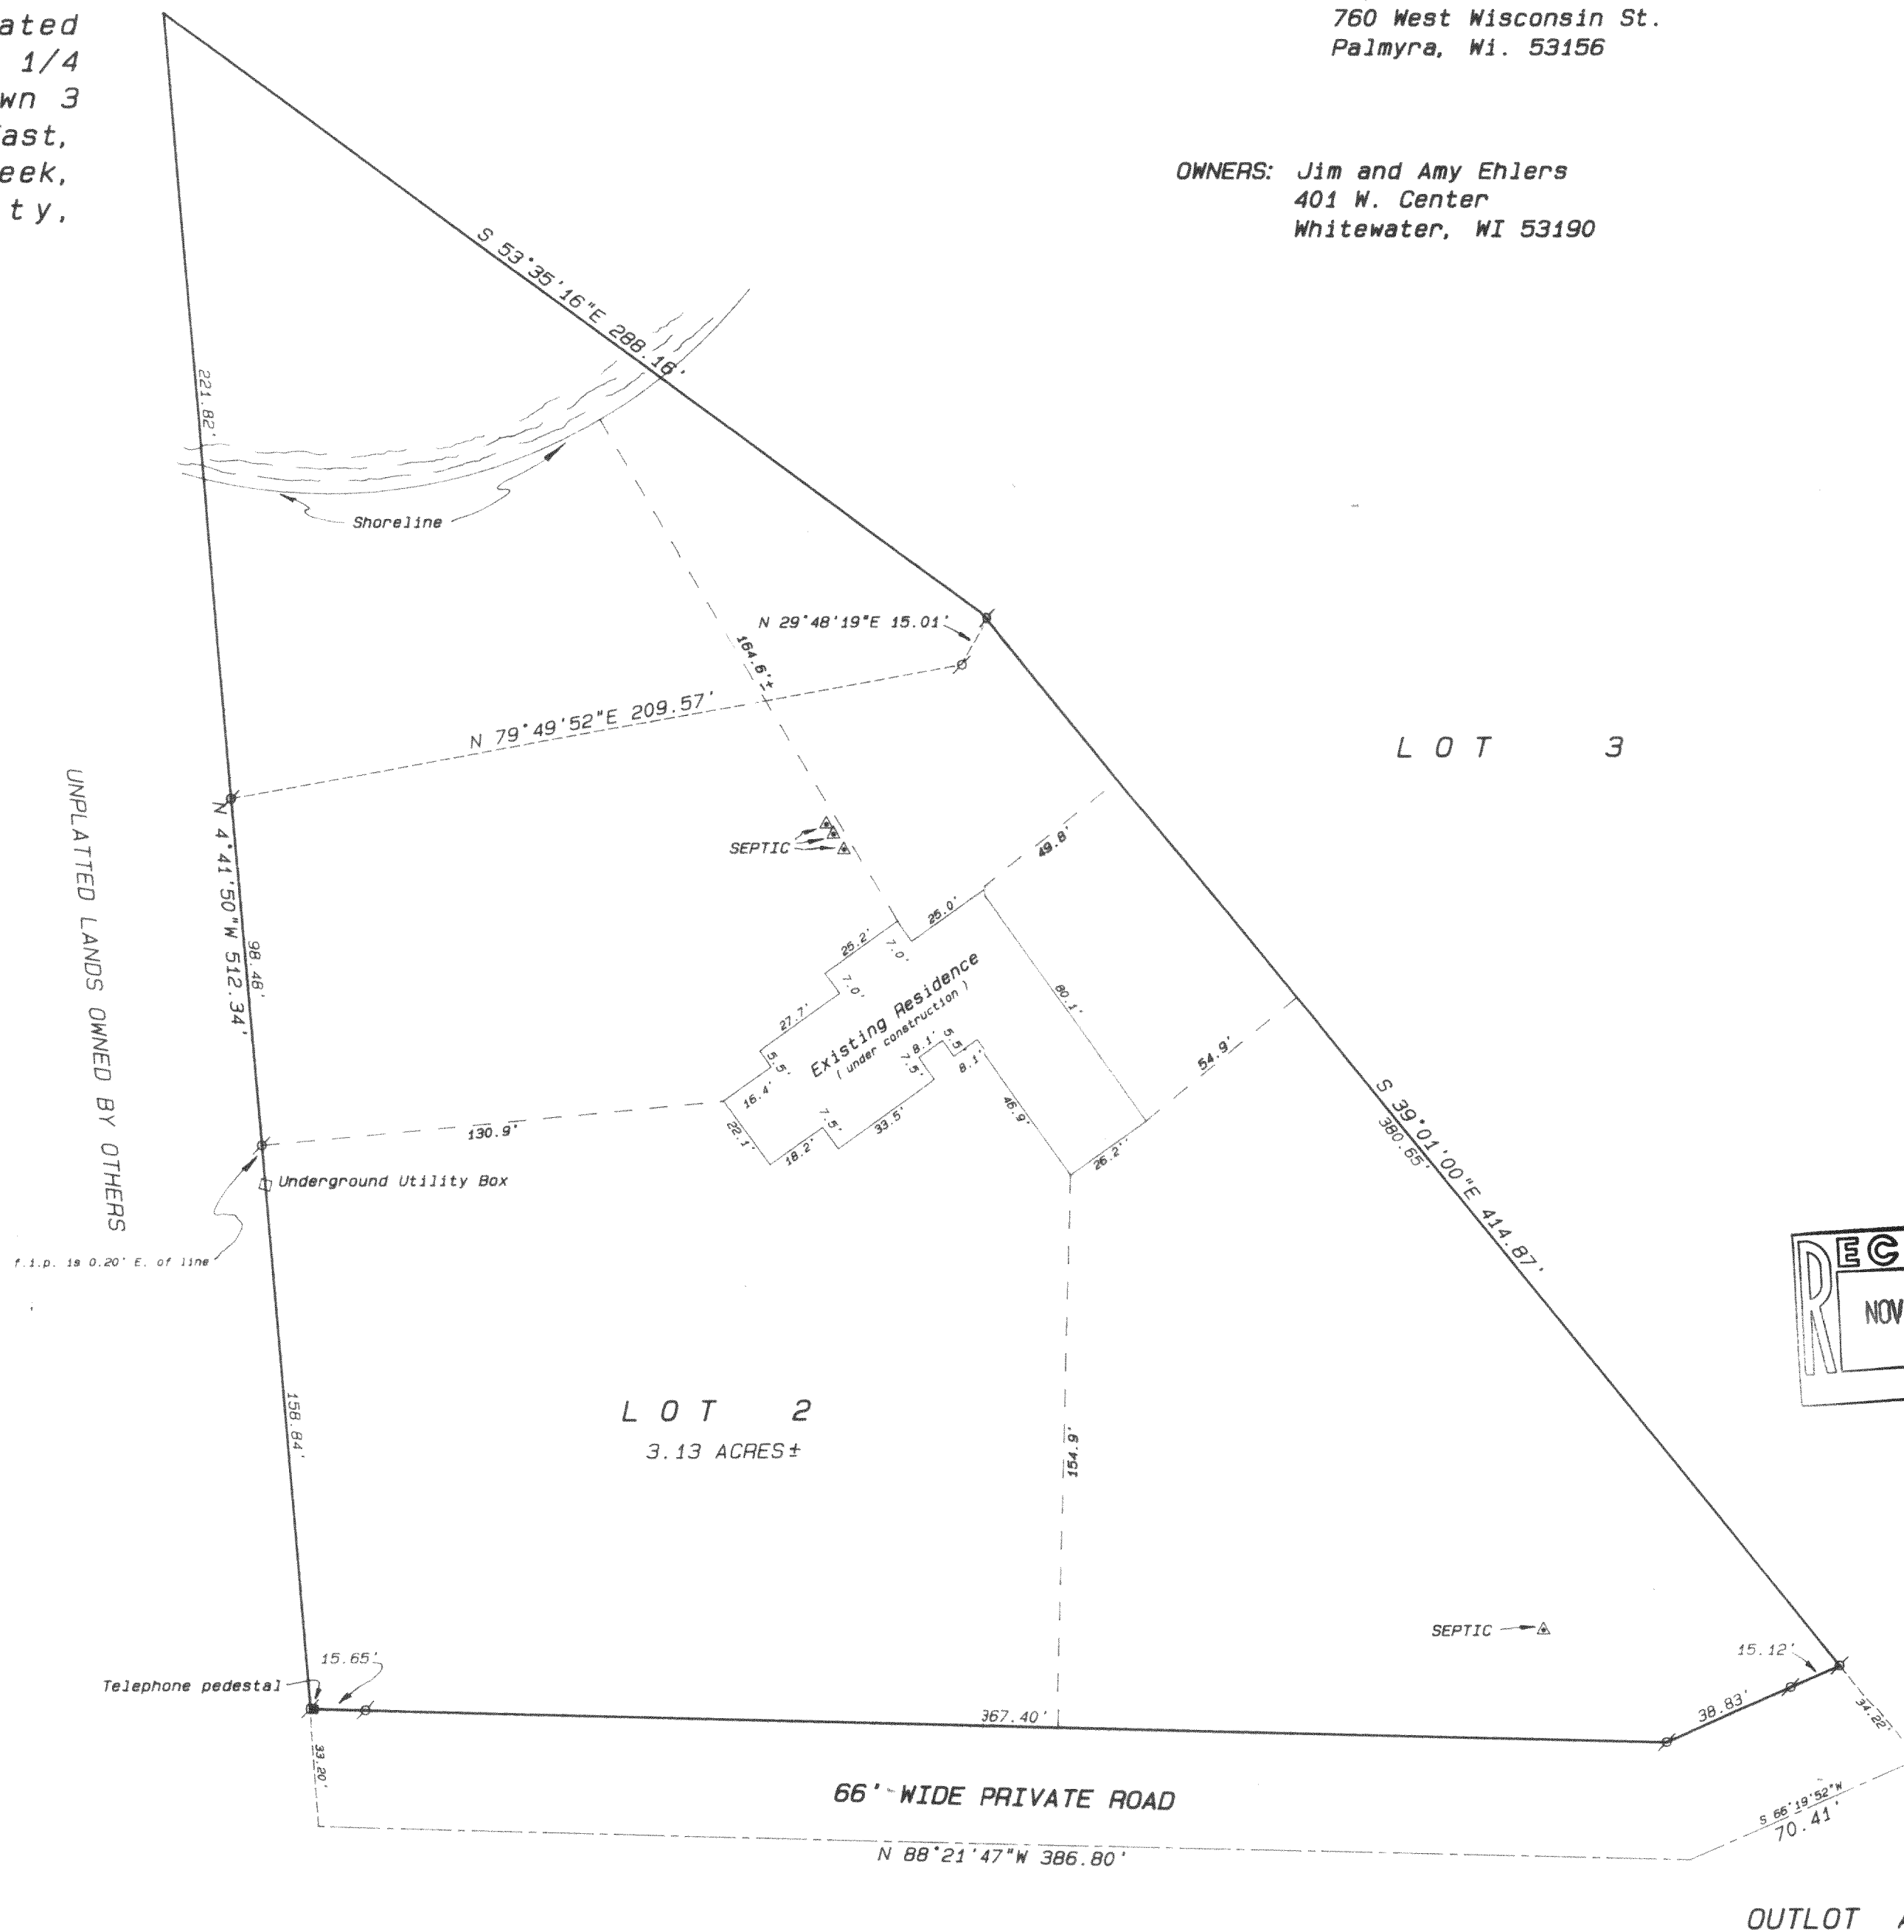 ated
1/4
wn 3
ast,
eek,
ty,
760 West Wisconsin St.
Palmyra, Wi. 53156
OWNERS: Jim and Amy Ehlers
401 W. Center
Whitewater, WI 53190
S 53°35'16"E 288.16'
221.82'
Shoreline
N 29°48'19"E 15.01'
164.6'±
N 79°49'52"E 209.57'
LOT 3
UNPLATTED LANDS OWNED BY OTHERS
N 4°41'50"W 512.34'
98.48'
SEPTIC
49.8'
25.0'
25.2'
7.0'
7.0'
27.7'
Existing Residence
( under construction )
80.1'
5.5'
16.4'
8.1'
5.5'
7.5'
8.1'
54.9'
130.9'
22.1'
18.2'
7.5'
33.5'
46.9'
26.2'
S 39°01'00"E 414.87'
380.65'
Underground Utility Box
f.i.p. is 0.20' E. of line
REC
NOV
158.84'
LOT 2
3.13 ACRES±
154.9'
SEPTIC
15.12'
15.65'
Telephone pedestal
38.83'
34.22'
367.40'
33.20'
66'-WIDE PRIVATE ROAD
S 66°19'52"W
70.41'
N 88°21'47"W 386.80'
OUTLOT